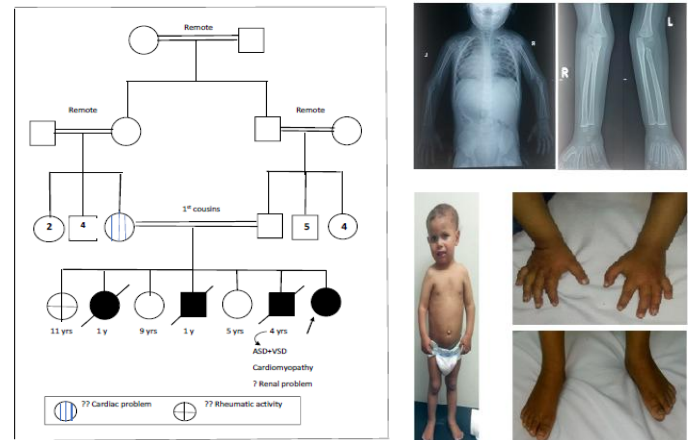 Remote
Remote Remote
1st cousins
2 4 5 4
11 yrs 1 y 9 yrs 1 y 5 yrs 4 yrs
ASD+VSD
Cardiomyopathy
? Renal problem
?? Cardiac problem ?? Rheumatic activity
R
L
R